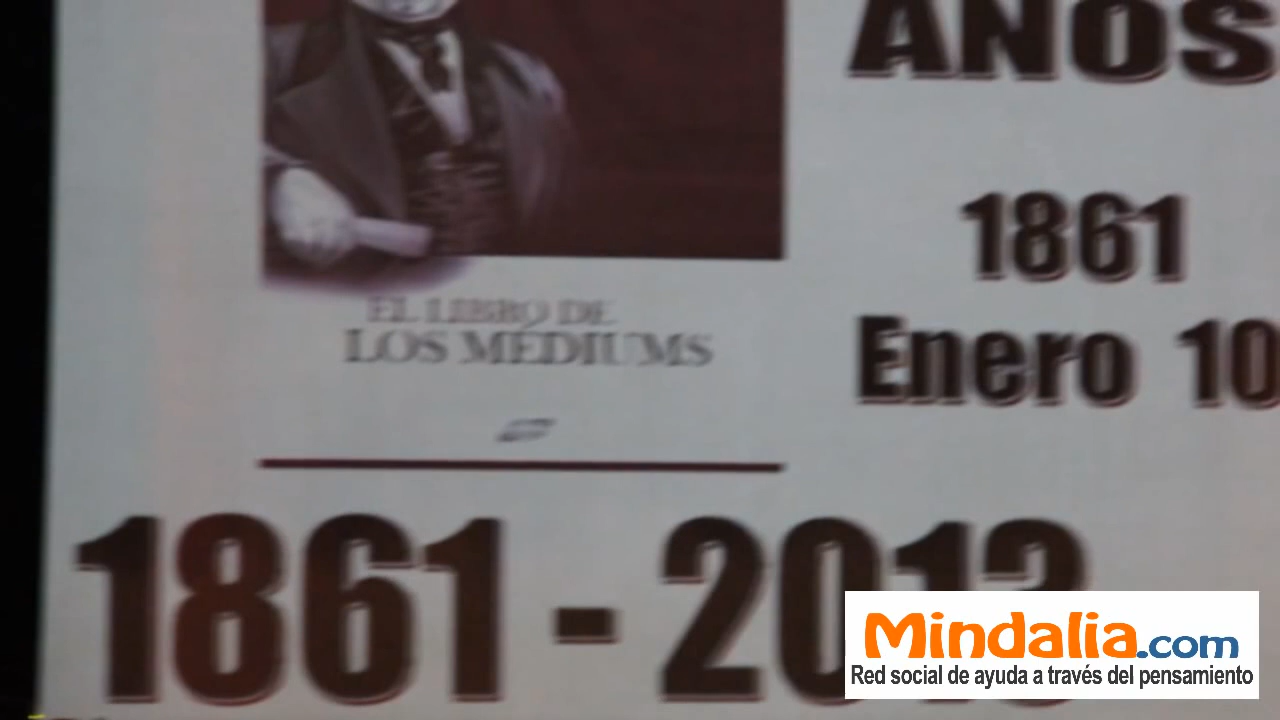 AÑOS
1861
Enero 10
EL LIBRO DE
LOS MÉDIUMS
1861 - 2013
Mindalia.com
Red social de ayuda a través del pensamiento